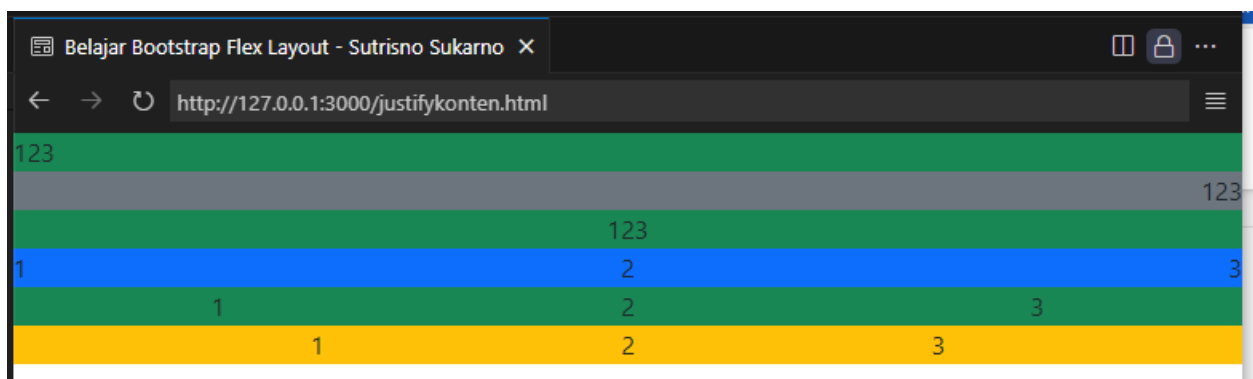 Belajar Bootstrap Flex Layout - Sutrisno Sukarno
http://127.0.0.1:3000/justifykonten.html
123
123
123
1 2 3
1 2 3
1 2 3